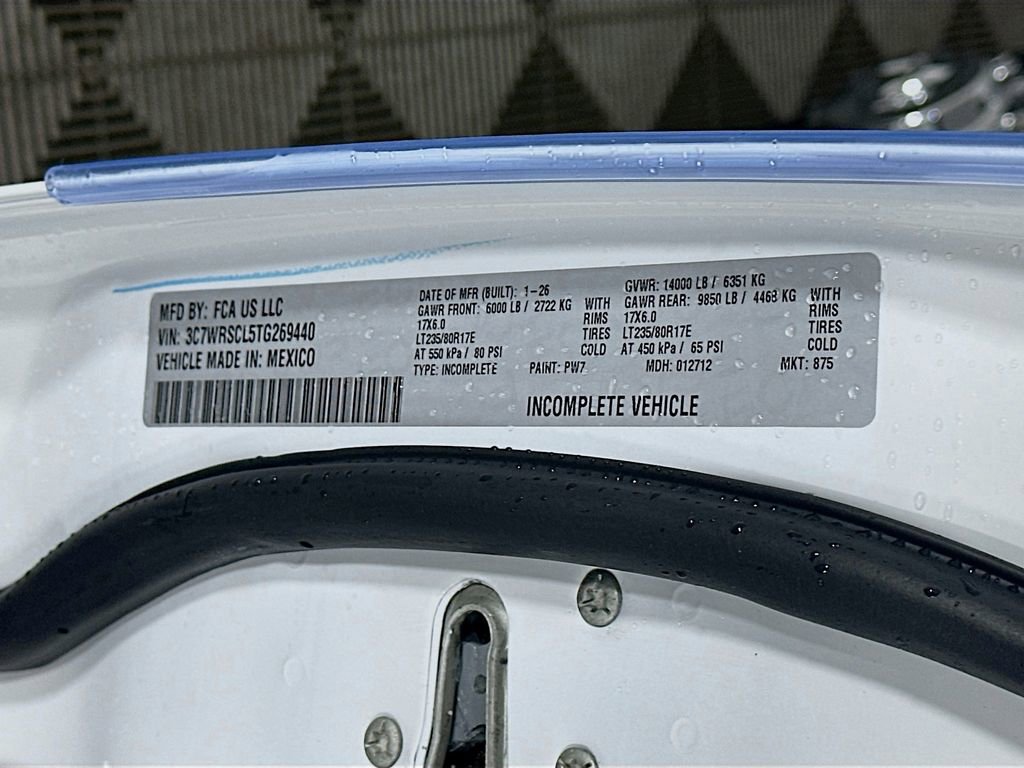 MFD BY: FCA US LLC
VIN: 3C7WRSCL5TG269440
VEHICLE MADE IN: MEXICO
DATE OF MFR (BUILT): 1-26
GAWR FRONT: 6000 LB / 2722 KG WITH
17X6.0 RIMS
LT235/80R17E TIRES
AT 550 kPa / 80 PSI COLD
TYPE: INCOMPLETE PAINT: PW7
GVWR: 14000 LB / 6351 KG
GAWR REAR: 9850 LB / 4468 KG WITH
17X6.0 RIMS
LT235/80R17E TIRES
AT 450 kPa / 65 PSI COLD
MDH: 012712 MKT: 875
INCOMPLETE VEHICLE